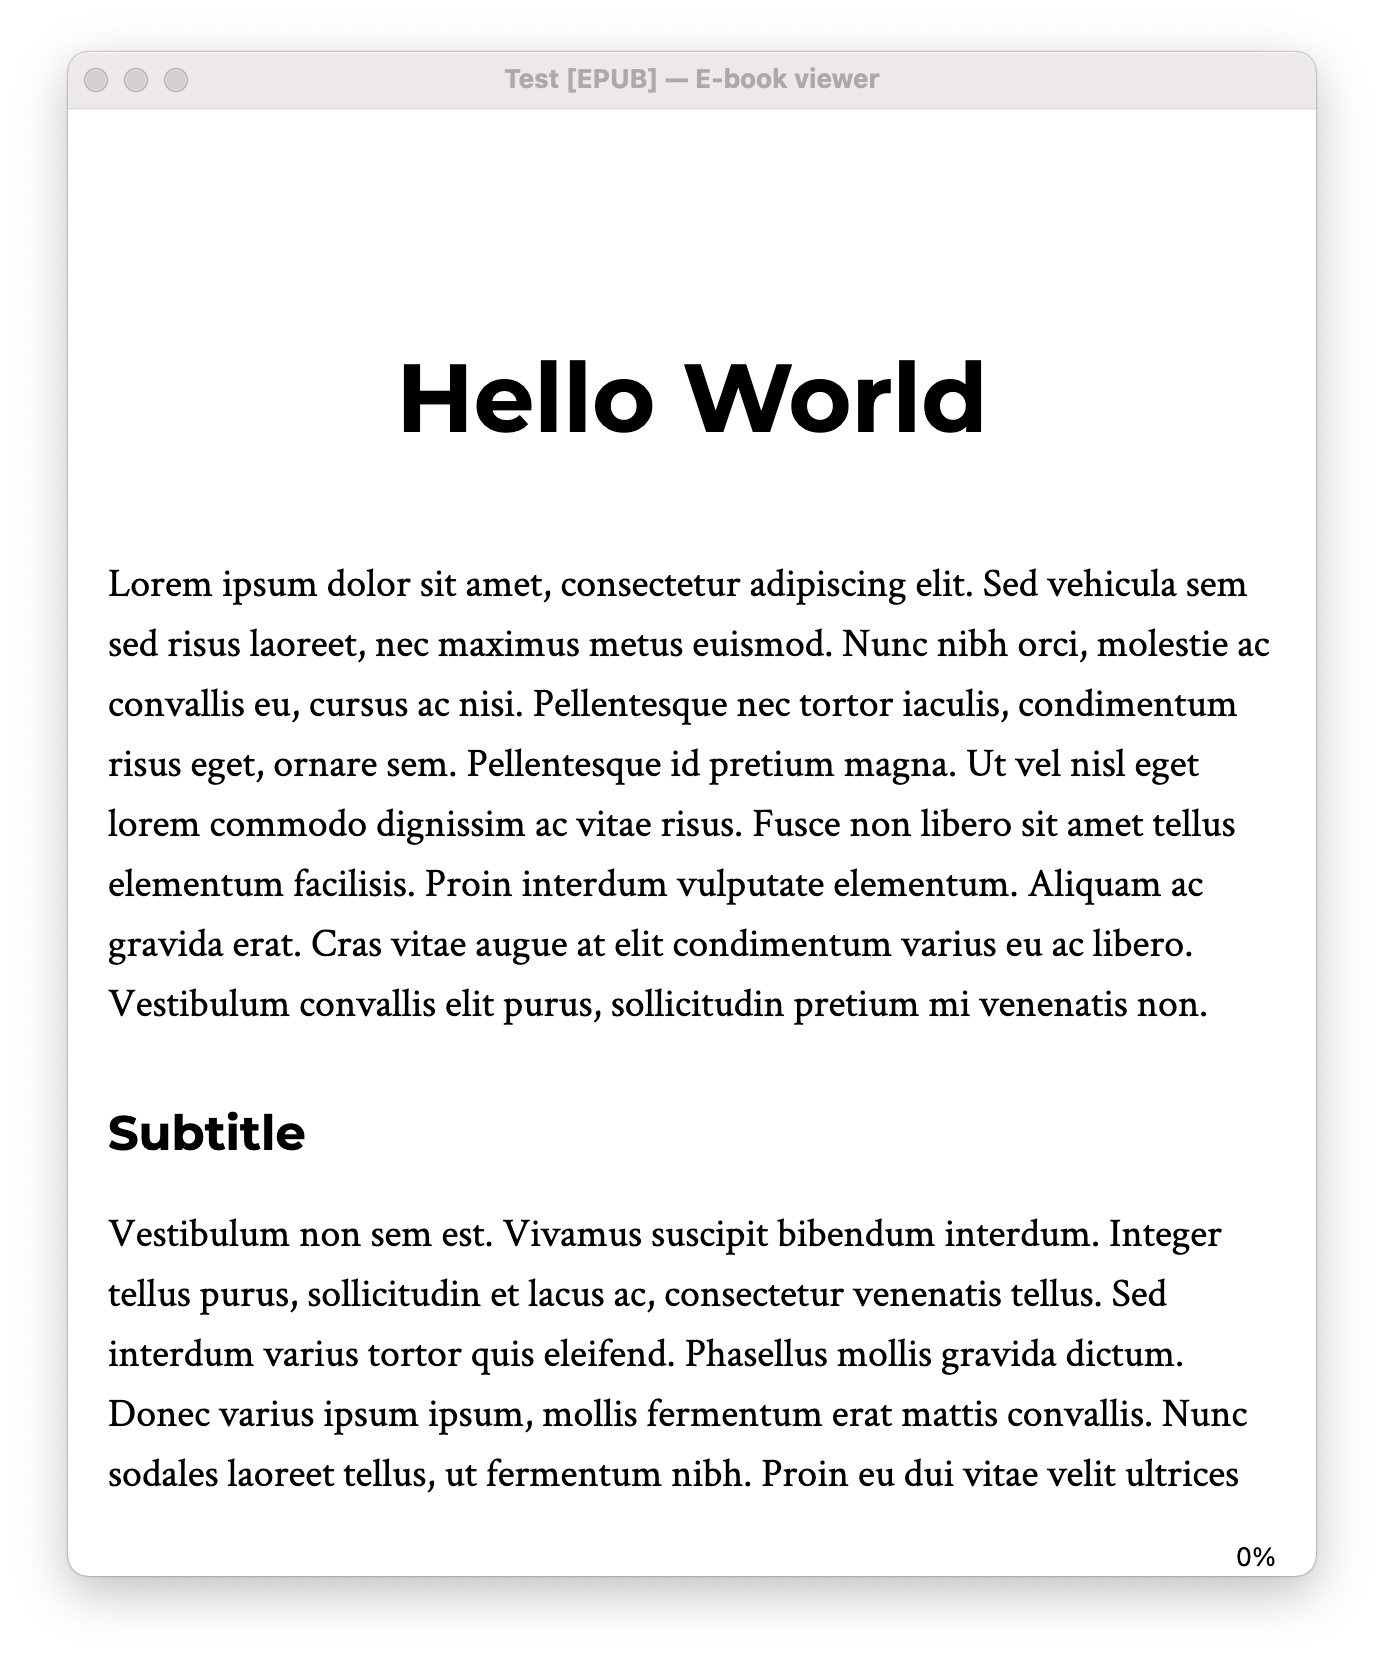 Test [EPUB] — E-book viewer
Hello World
Lorem ipsum dolor sit amet, consectetur adipiscing elit. Sed vehicula sem
sed risus laoreet, nec maximus metus euismod. Nunc nibh orci, molestie ac
convallis eu, cursus ac nisi. Pellentesque nec tortor iaculis, condimentum
risus eget, ornare sem. Pellentesque id pretium magna. Ut vel nisl eget
lorem commodo dignissim ac vitae risus. Fusce non libero sit amet tellus
elementum facilisis. Proin interdum vulputate elementum. Aliquam ac
gravida erat. Cras vitae augue at elit condimentum varius eu ac libero.
Vestibulum convallis elit purus, sollicitudin pretium mi venenatis non.
Subtitle
Vestibulum non sem est. Vivamus suscipit bibendum interdum. Integer
tellus purus, sollicitudin et lacus ac, consectetur venenatis tellus. Sed
interdum varius tortor quis eleifend. Phasellus mollis gravida dictum.
Donec varius ipsum ipsum, mollis fermentum erat mattis convallis. Nunc
sodales laoreet tellus, ut fermentum nibh. Proin eu dui vitae velit ultrices
0%